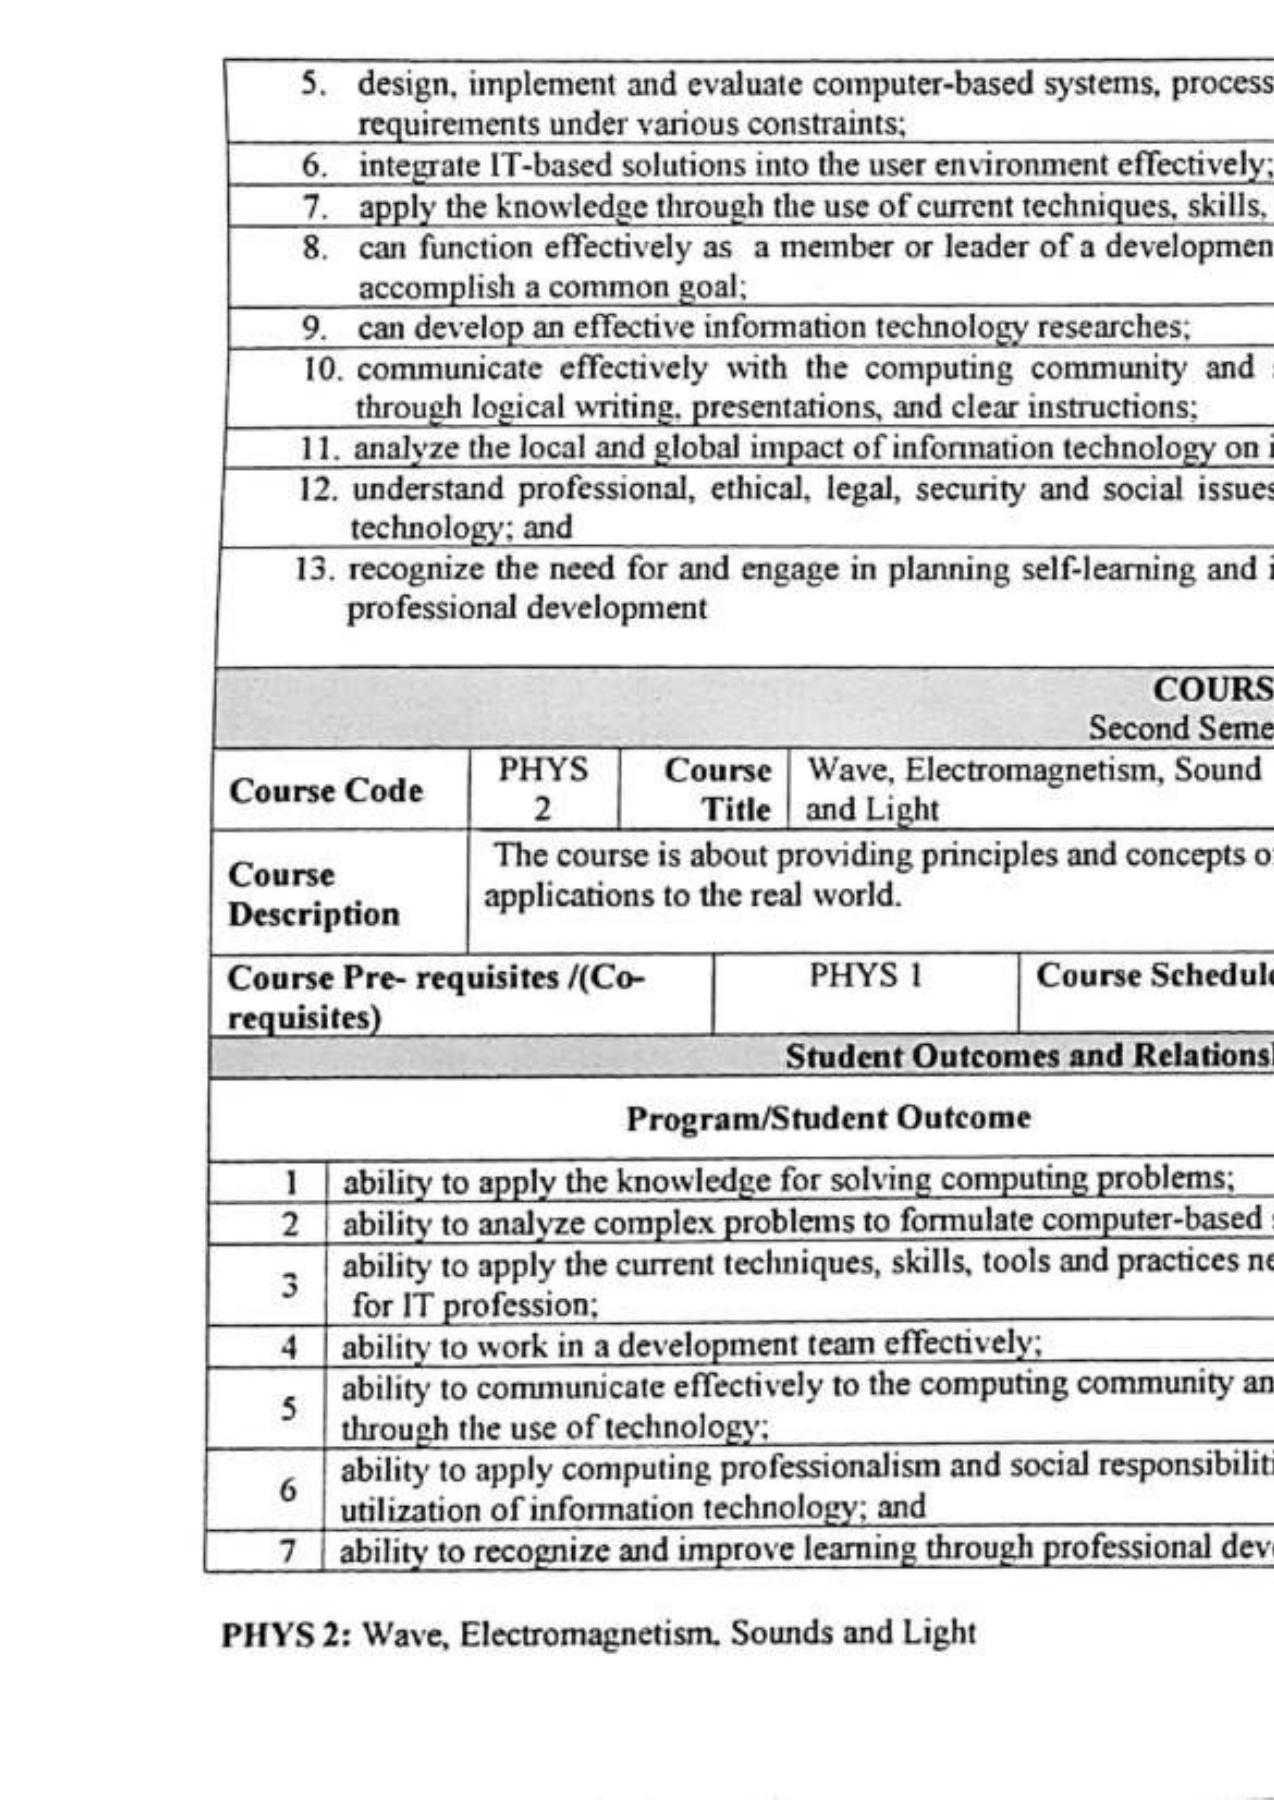 5. design, implement and evaluate computer-based systems, process
requirements under various constraints;
6. integrate IT-based solutions into the user environment effectively;
7. apply the knowledge through the use of current techniques, skills,
8. can function effectively as a member or leader of a developmen
accomplish a common goal;
9. can develop an effective information technology researches;
10. communicate effectively with the computing community and
through logical writing, presentations, and clear instructions;
11. analyze the local and global impact of information technology on i
12. understand professional, ethical, legal, security and social issues
technology; and
13. recognize the need for and engage in planning self-learning and i
professional development
COURS
Second Seme
Course Code
PHYS
2
Course
Title
Wave, Electromagnetism, Sound
and Light
Course
Description
The course is about providing principles and concepts o
applications to the real world.
Course Pre- requisites /(Co-
requisites)
PHYS 1
Course Schedule
Student Outcomes and Relations
Program/Student Outcome
1 ability to apply the knowledge for solving computing problems;
2 ability to analyze complex problems to formulate computer-based
3 ability to apply the current techniques, skills, tools and practices ne
for IT profession;
4 ability to work in a development team effectively;
5 ability to communicate effectively to the computing community an
through the use of technology;
6 ability to apply computing professionalism and social responsibiliti
utilization of information technology; and
7 ability to recognize and improve learning through professional dev
PHYS 2: Wave, Electromagnetism, Sounds and Light